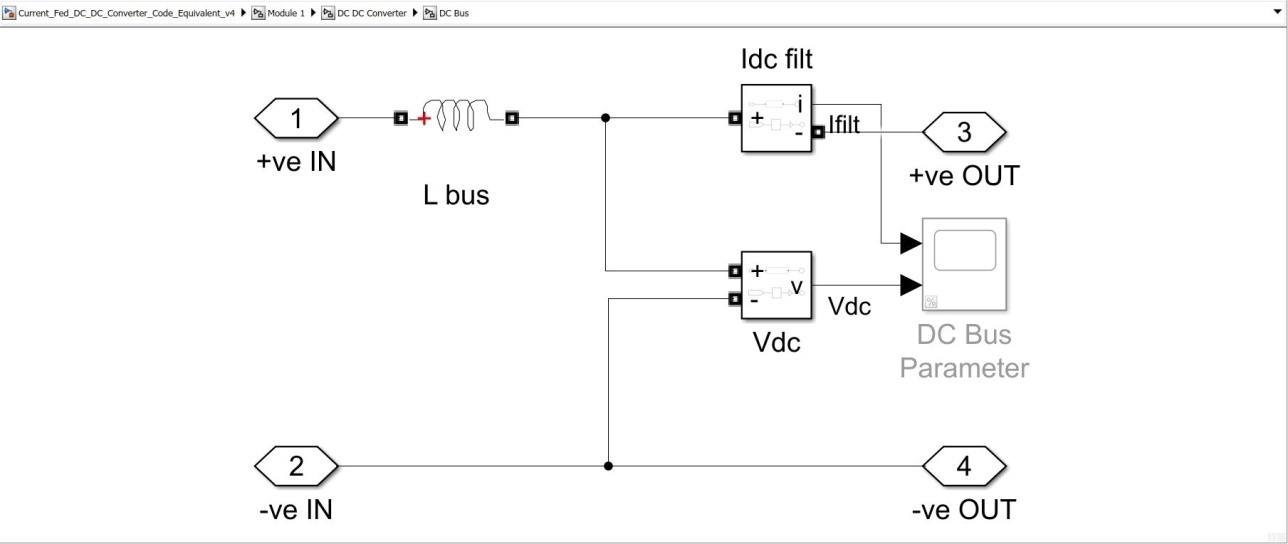 Current_Fed_DC_DC_Converter_Code_Equivalent_v4 Module 1 DC DC Converter DC Bus
Idc filt
1
+
i
+
-
Ifilt
3
+ve IN
+ve OUT
L bus
+
-
v
Vdc
Vdc
DC Bus
Parameter
2
4
-ve IN
-ve OUT